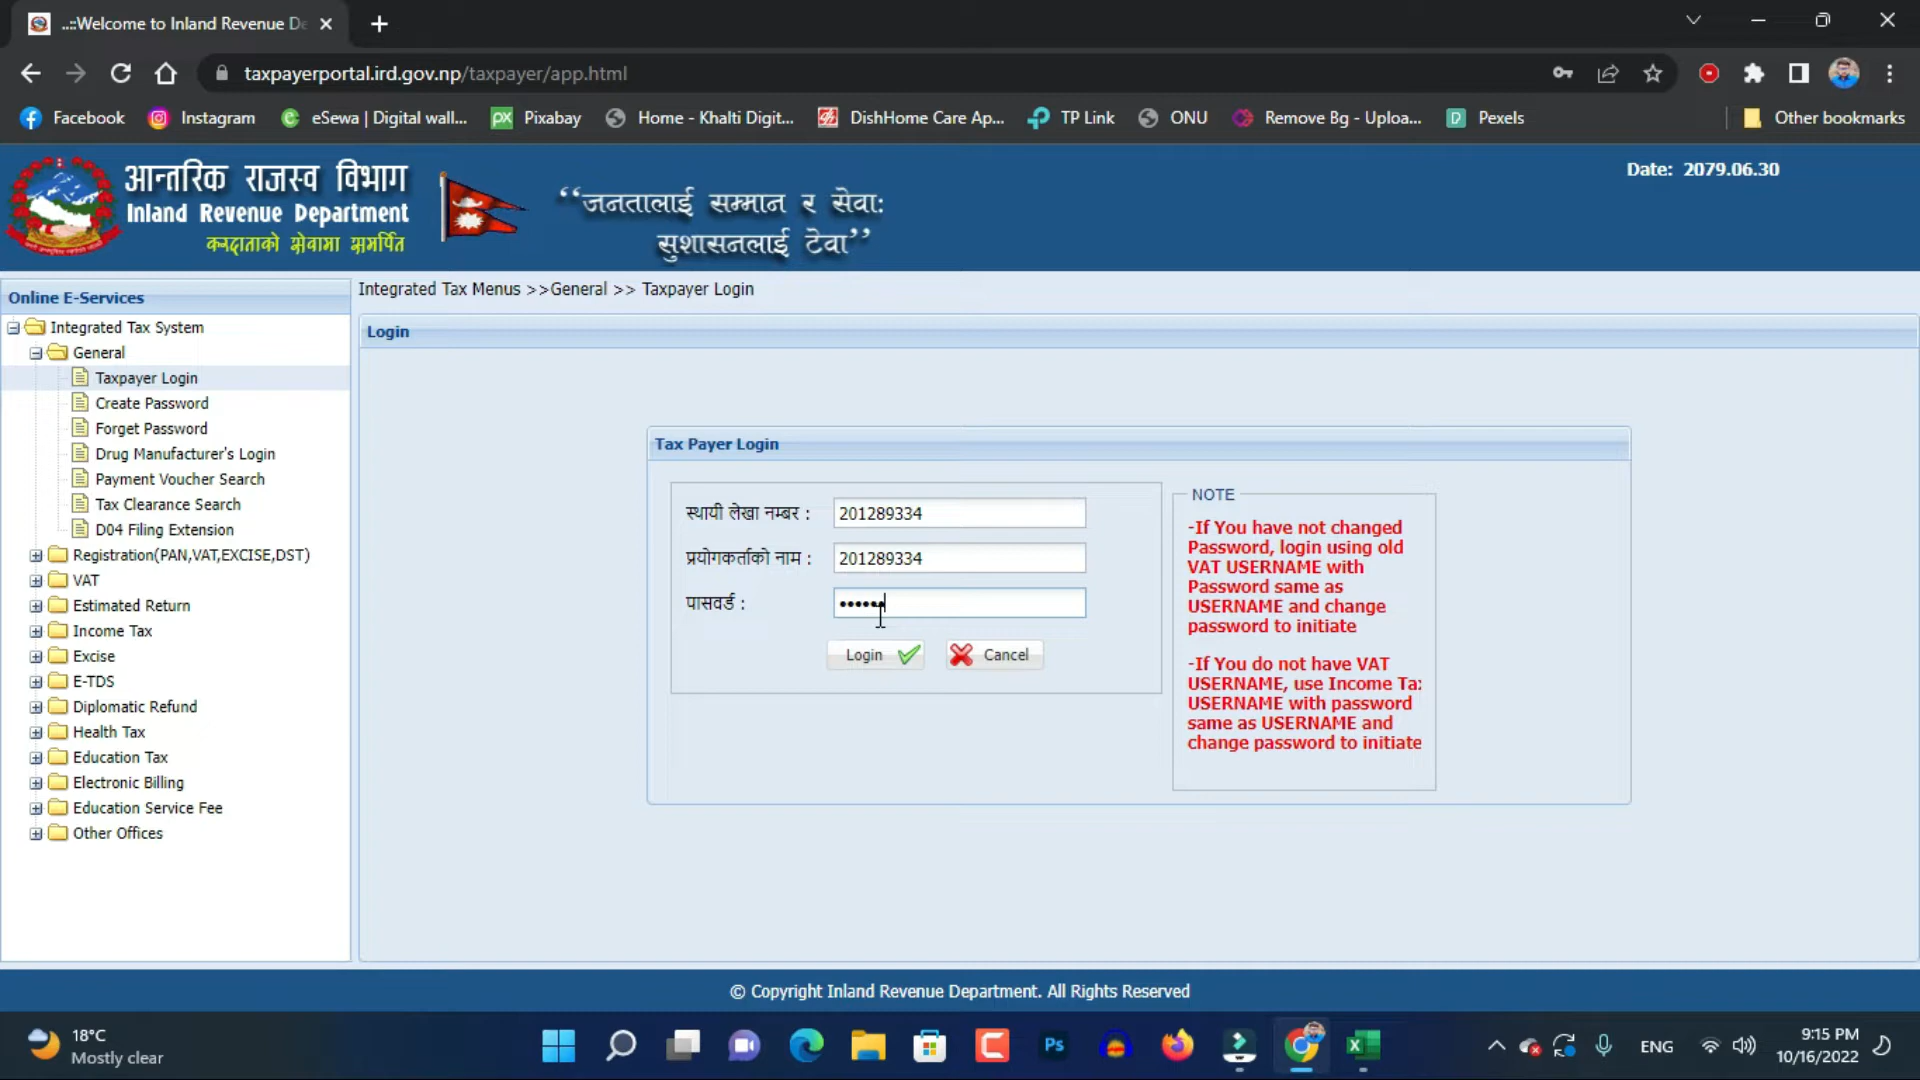 ..::Welcome to Inland Revenue De
taxpayerportal.ird.gov.np/taxpayer/app.html
Facebook
Instagram
eSewa | Digital wall...
Pixabay
Home - Khalti Digit...
DishHome Care Ap...
TP Link
ONU
Remove Bg - Uploa...
Pexels
Other bookmarks
आन्तरिक राजस्व विभाग
Inland Revenue Department
करदाताको सेवामा समर्पित
“जनतालाई सम्मान र सेवा:
सुशासनलाई टेवा”
Date: 2079.06.30
Online E-Services
Integrated Tax System
General
Taxpayer Login
Create Password
Forget Password
Drug Manufacturer's Login
Payment Voucher Search
Tax Clearance Search
D04 Filing Extension
Registration(PAN,VAT,EXCISE,DST)
VAT
Estimated Return
Income Tax
Excise
E-TDS
Diplomatic Refund
Health Tax
Education Tax
Electronic Billing
Education Service Fee
Other Offices
Integrated Tax Menus >>General >> Taxpayer Login
Login
Tax Payer Login
स्थायी लेखा नम्बर : 201289334
प्रयोगकर्ताको नाम : 201289334
पासवर्ड : ••••••
Login
Cancel
NOTE
-If You have not changed
Password, login using old
VAT USERNAME with
Password same as
USERNAME and change
password to initiate
-If You do not have VAT
USERNAME, use Income Ta
USERNAME with password
same as USERNAME and
change password to initiate
© Copyright Inland Revenue Department. All Rights Reserved
18°C
Mostly clear
Ps
ENG
9:15 PM
10/16/2022